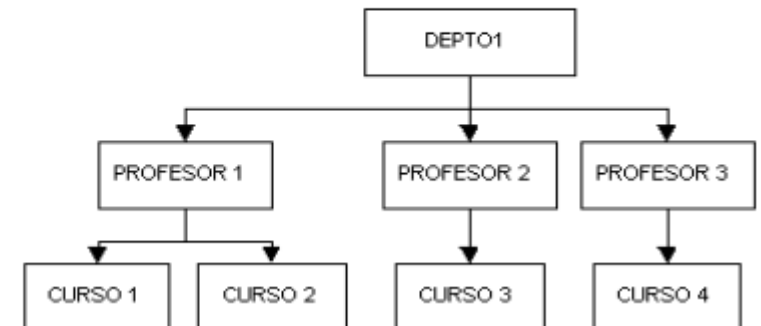 DEPTO1
PROFESOR 1
PROFESOR 2
PROFESOR 3
CURSO 1
CURSO 2
CURSO 3
CURSO 4